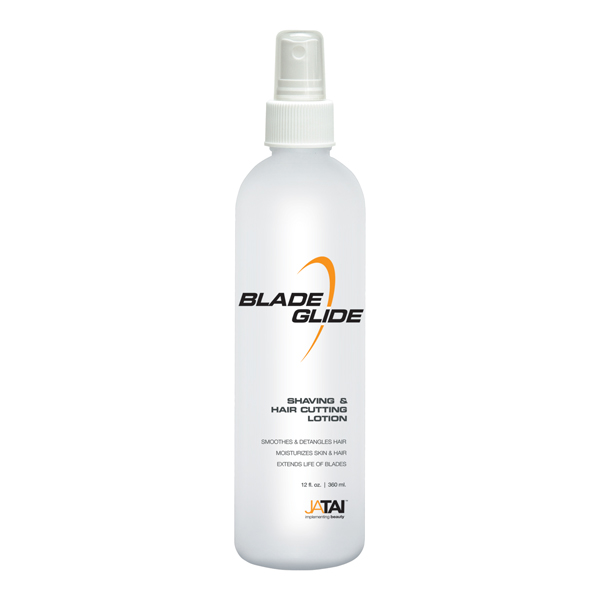 BLADE
GLIDE
SHAVING &
HAIR CUTTING
LOTION
SMOOTHES & DETANGLES HAIR
MOISTURIZES SKIN & HAIR
EXTENDS LIFE OF BLADES
12 fl. oz. | 360 ml.
JATAI™
implementing beauty